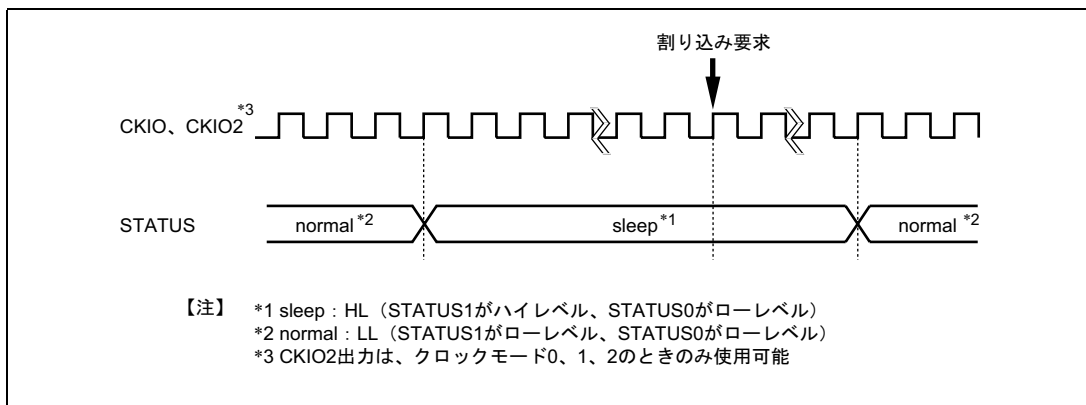 割り込み要求
CKIO、CKIO2*3
STATUS
normal*2
sleep*1
normal*2
【注】 *1 sleep：HL（STATUS1がハイレベル、STATUS0がローレベル）
*2 normal：LL（STATUS1がローレベル、STATUS0がローレベル）
*3 CKIO2出力は、クロックモード0、1、2のときのみ使用可能